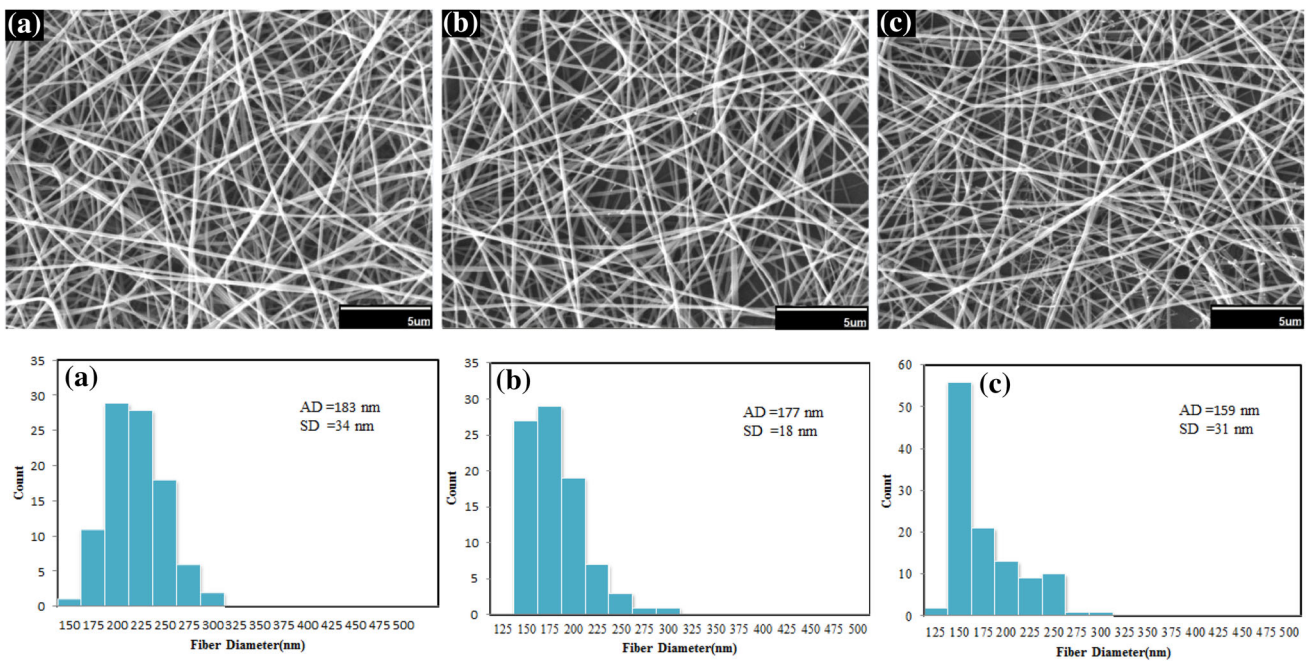 (a)
(b)
(c)
5um
5um
5um
(a)
35
30
25
20
15
10
5
0
Count
AD =183 nm
SD =34 nm
150 175 200 225 250 275 300 325 350 375 400 425 450 475 500
Fiber Diameter(nm)
(b)
35
30
25
20
15
10
5
0
Count
AD =177 nm
SD =18 nm
125 150 175 200 225 250 275 300 325 350 375 400 425 450 475 500
Fiber Diameter(nm)
(c)
60
50
40
30
20
10
0
Count
AD =159 nm
SD =31 nm
125 150 175 200 225 250 275 300 325 350 375 400 425 450 475 500
Fiber Diameter(nm)